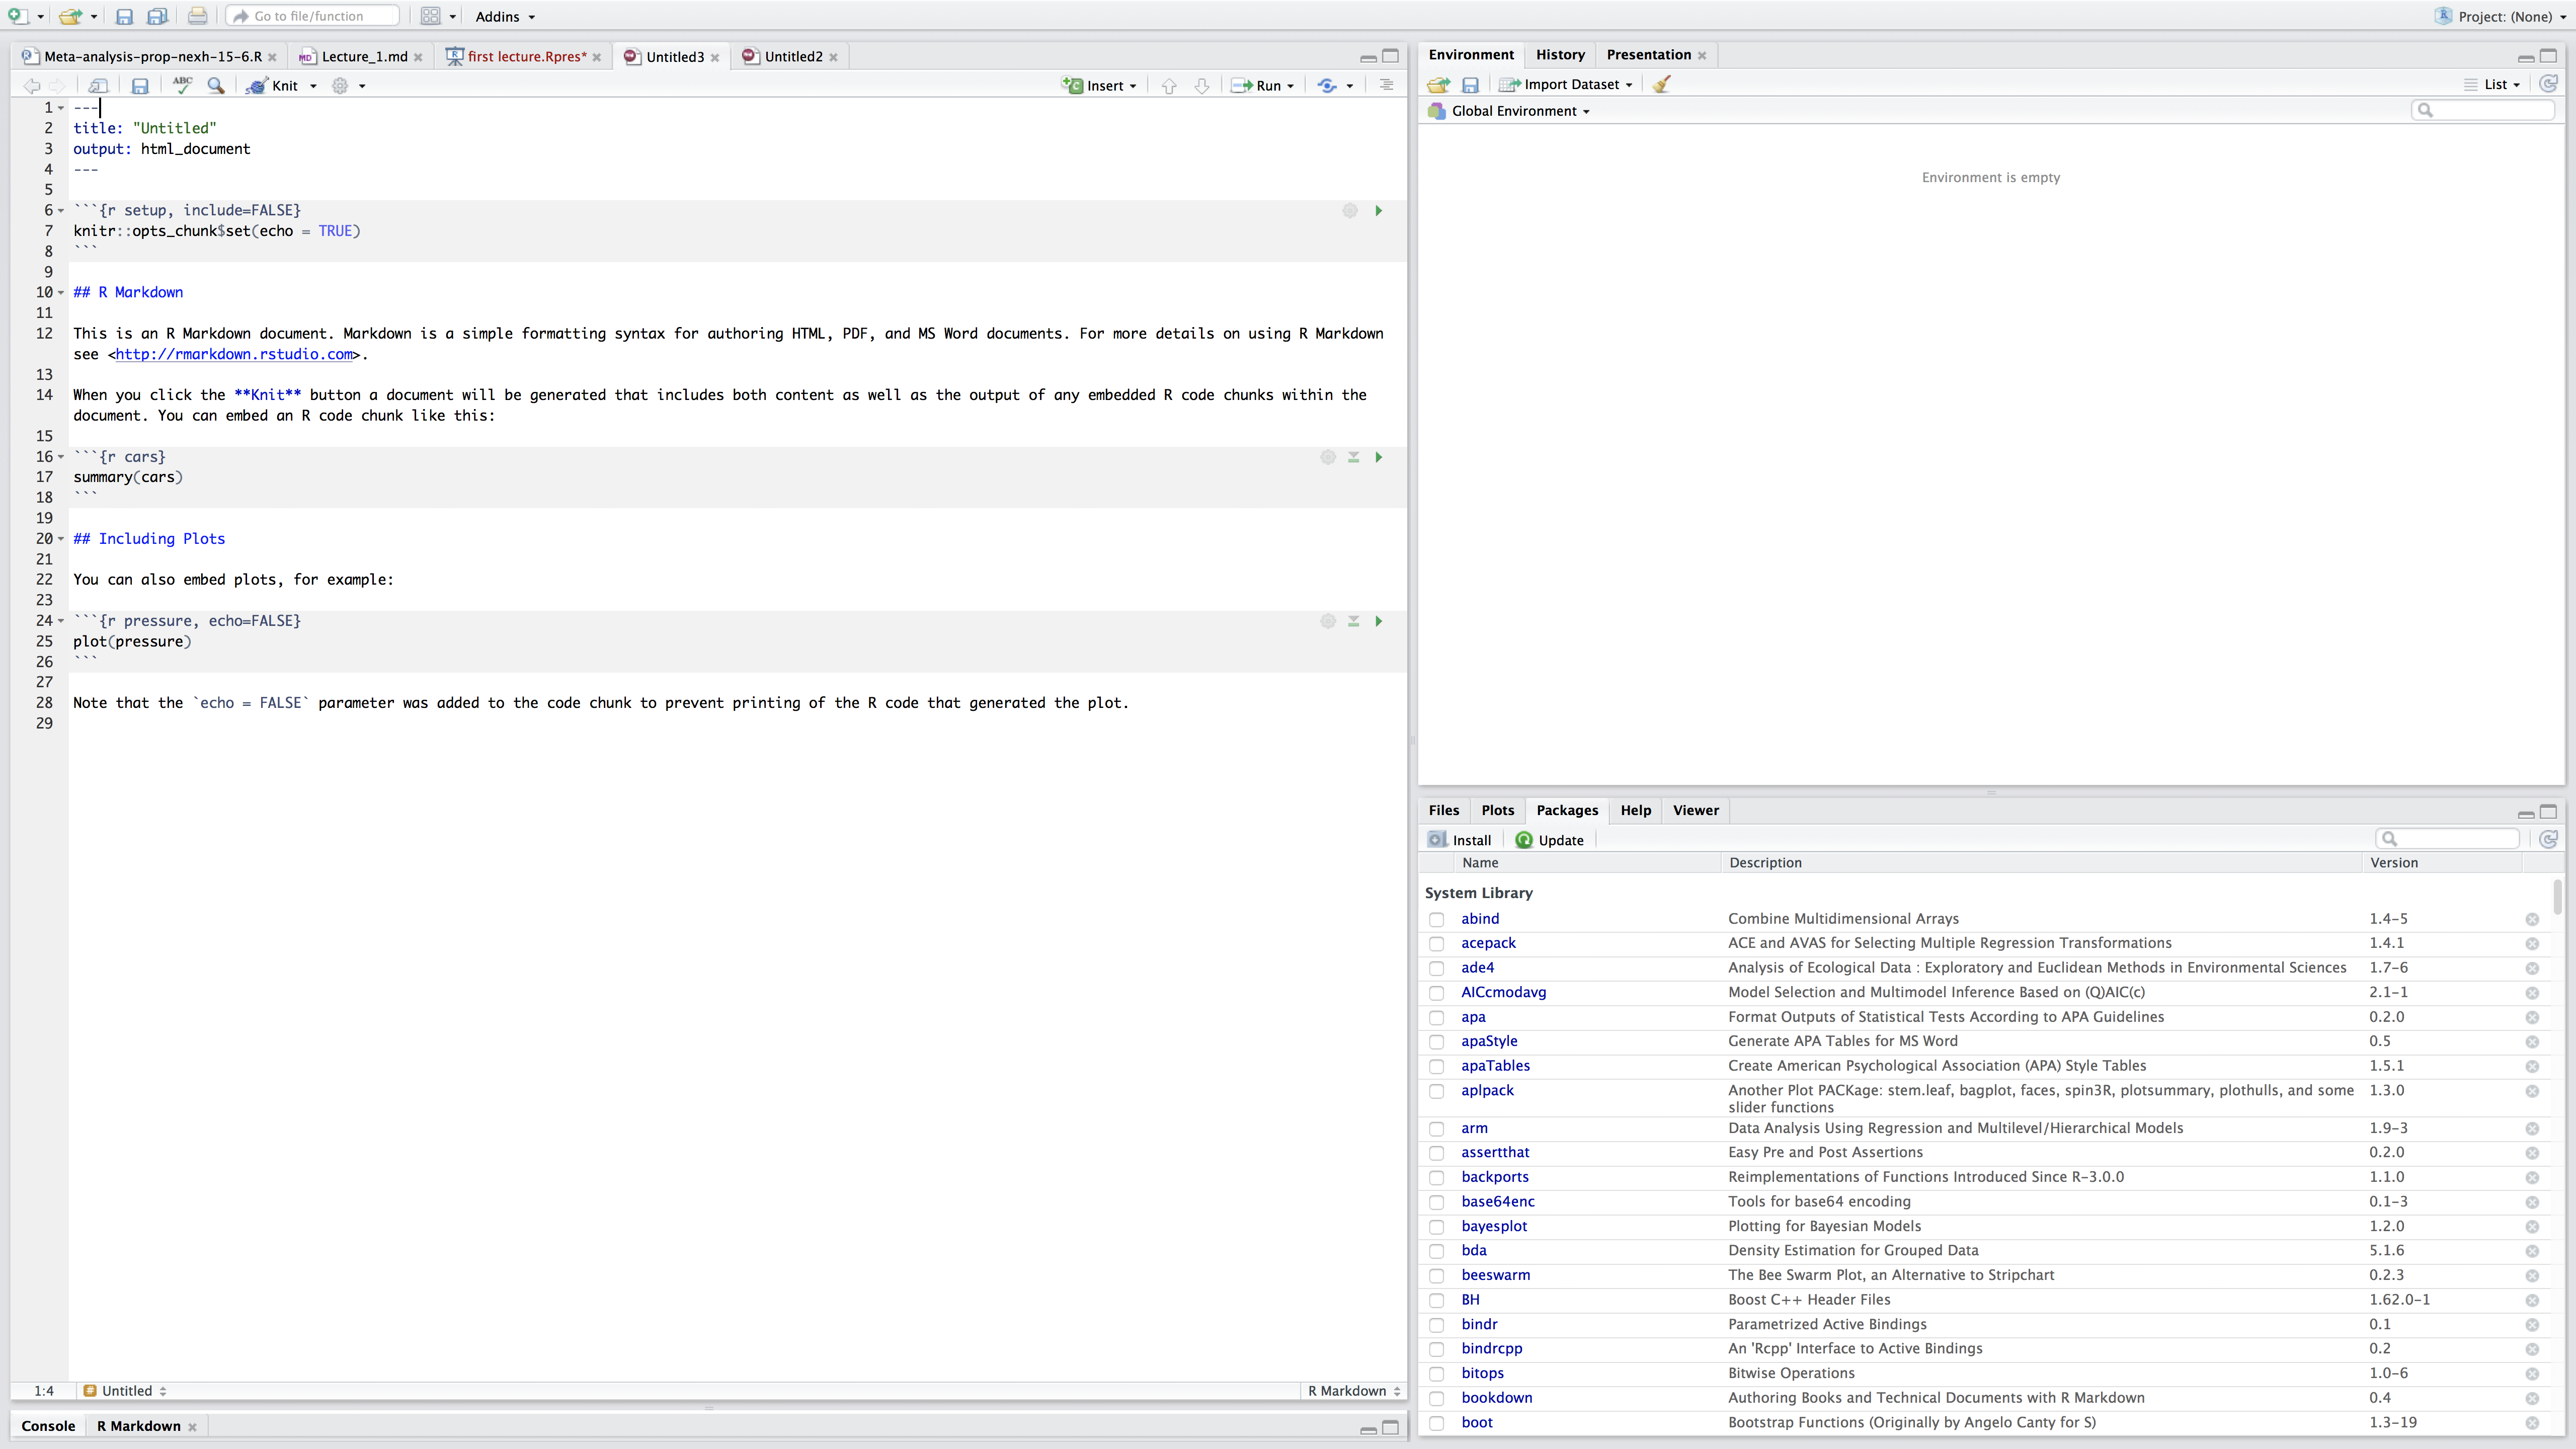 Go to file/function
Addins
Project: (None)
Meta-analysis-prop-nexh-15-6.R
Lecture_1.md
first lecture.Rpres*
Untitled3
Untitled2
ABC
Knit
Insert
Run
1 ---
2 title: "Untitled"
3 output: html_document
4 ---
5
6 ```{r setup, include=FALSE}
7 knitr::opts_chunk$set(echo = TRUE)
8 ```
9
10 ## R Markdown
11
12 This is an R Markdown document. Markdown is a simple formatting syntax for authoring HTML, PDF, and MS Word documents. For more details on using R Markdown
see <http://rmarkdown.rstudio.com>.
13
14 When you click the **Knit** button a document will be generated that includes both content as well as the output of any embedded R code chunks within the
document. You can embed an R code chunk like this:
15
16 ```{r cars}
17 summary(cars)
18 ```
19
20 ## Including Plots
21
22 You can also embed plots, for example:
23
24 ```{r pressure, echo=FALSE}
25 plot(pressure)
26 ```
27
28 Note that the `echo = FALSE` parameter was added to the code chunk to prevent printing of the R code that generated the plot.
29
1:4 Untitled R Markdown
Console R Markdown
Environment History Presentation
Import Dataset List
Global Environment
Environment is empty
Files Plots Packages Help Viewer
Install Update
Name Description Version
System Library
abind Combine Multidimensional Arrays 1.4-5
acepack ACE and AVAS for Selecting Multiple Regression Transformations 1.4.1
ade4 Analysis of Ecological Data : Exploratory and Euclidean Methods in Environmental Sciences 1.7-6
AICcmodavg Model Selection and Multimodel Inference Based on (Q)AIC(c) 2.1-1
apa Format Outputs of Statistical Tests According to APA Guidelines 0.2.0
apaStyle Generate APA Tables for MS Word 0.5
apaTables Create American Psychological Association (APA) Style Tables 1.5.1
aplpack Another Plot PACKage: stem.leaf, bagplot, faces, spin3R, plotsummary, plothulls, and some 1.3.0
slider functions
arm Data Analysis Using Regression and Multilevel/Hierarchical Models 1.9-3
assertthat Easy Pre and Post Assertions 0.2.0
backports Reimplementations of Functions Introduced Since R-3.0.0 1.1.0
base64enc Tools for base64 encoding 0.1-3
bayesplot Plotting for Bayesian Models 1.2.0
bda Density Estimation for Grouped Data 5.1.6
beeswarm The Bee Swarm Plot, an Alternative to Stripchart 0.2.3
BH Boost C++ Header Files 1.62.0-1
bindr Parametrized Active Bindings 0.1
bindrcpp An 'Rcpp' Interface to Active Bindings 0.2
bitops Bitwise Operations 1.0-6
bookdown Authoring Books and Technical Documents with R Markdown 0.4
boot Bootstrap Functions (Originally by Angelo Canty for S) 1.3-19